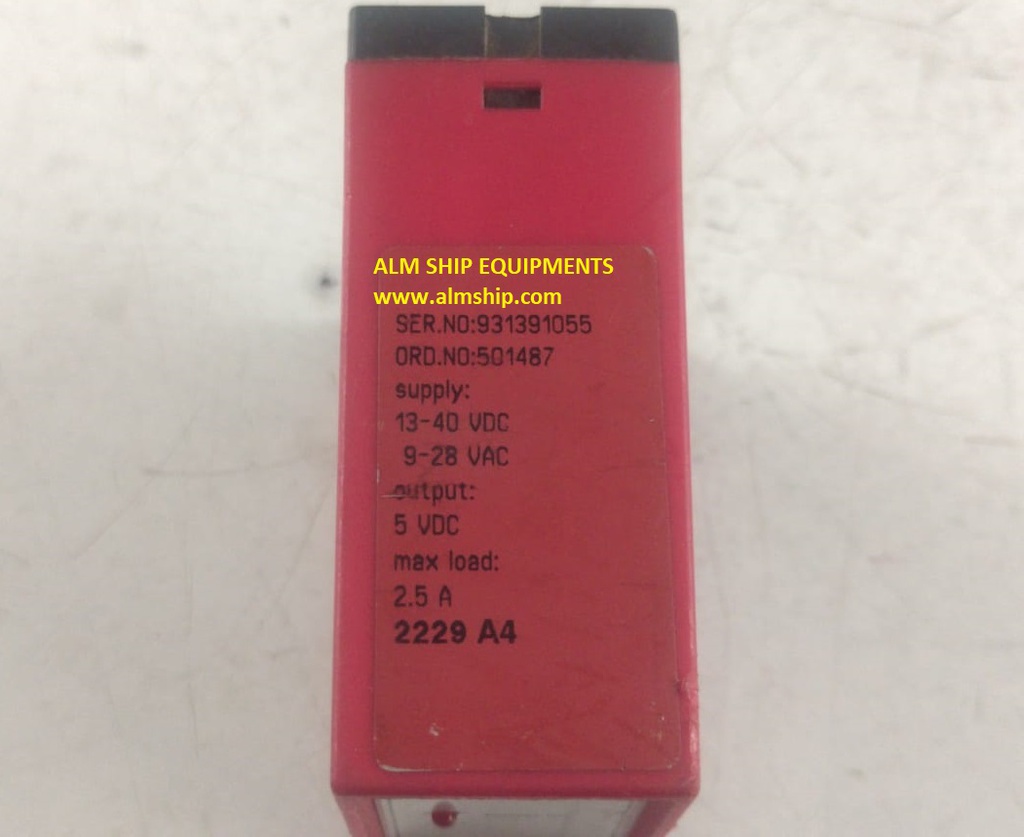 ALM SHIP EQUIPMENTS
www.almship.com
SER.NO:931391055
ORD.NO:501487
supply:
13-40 VDC
9-28 VAC
output:
5 VDC
max load:
2.5 A
2229 A4